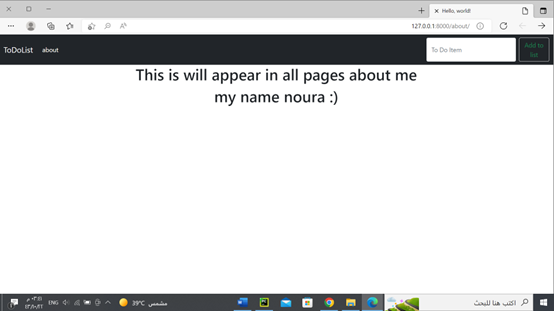 Hello, world!
127.0.0.1:8000/about/
ToDoList
about
To Do Item
Add to
list
This is will appear in all pages about me
my name noura :)
ENG
39°C
مشمس
اكتب هنا للبحث